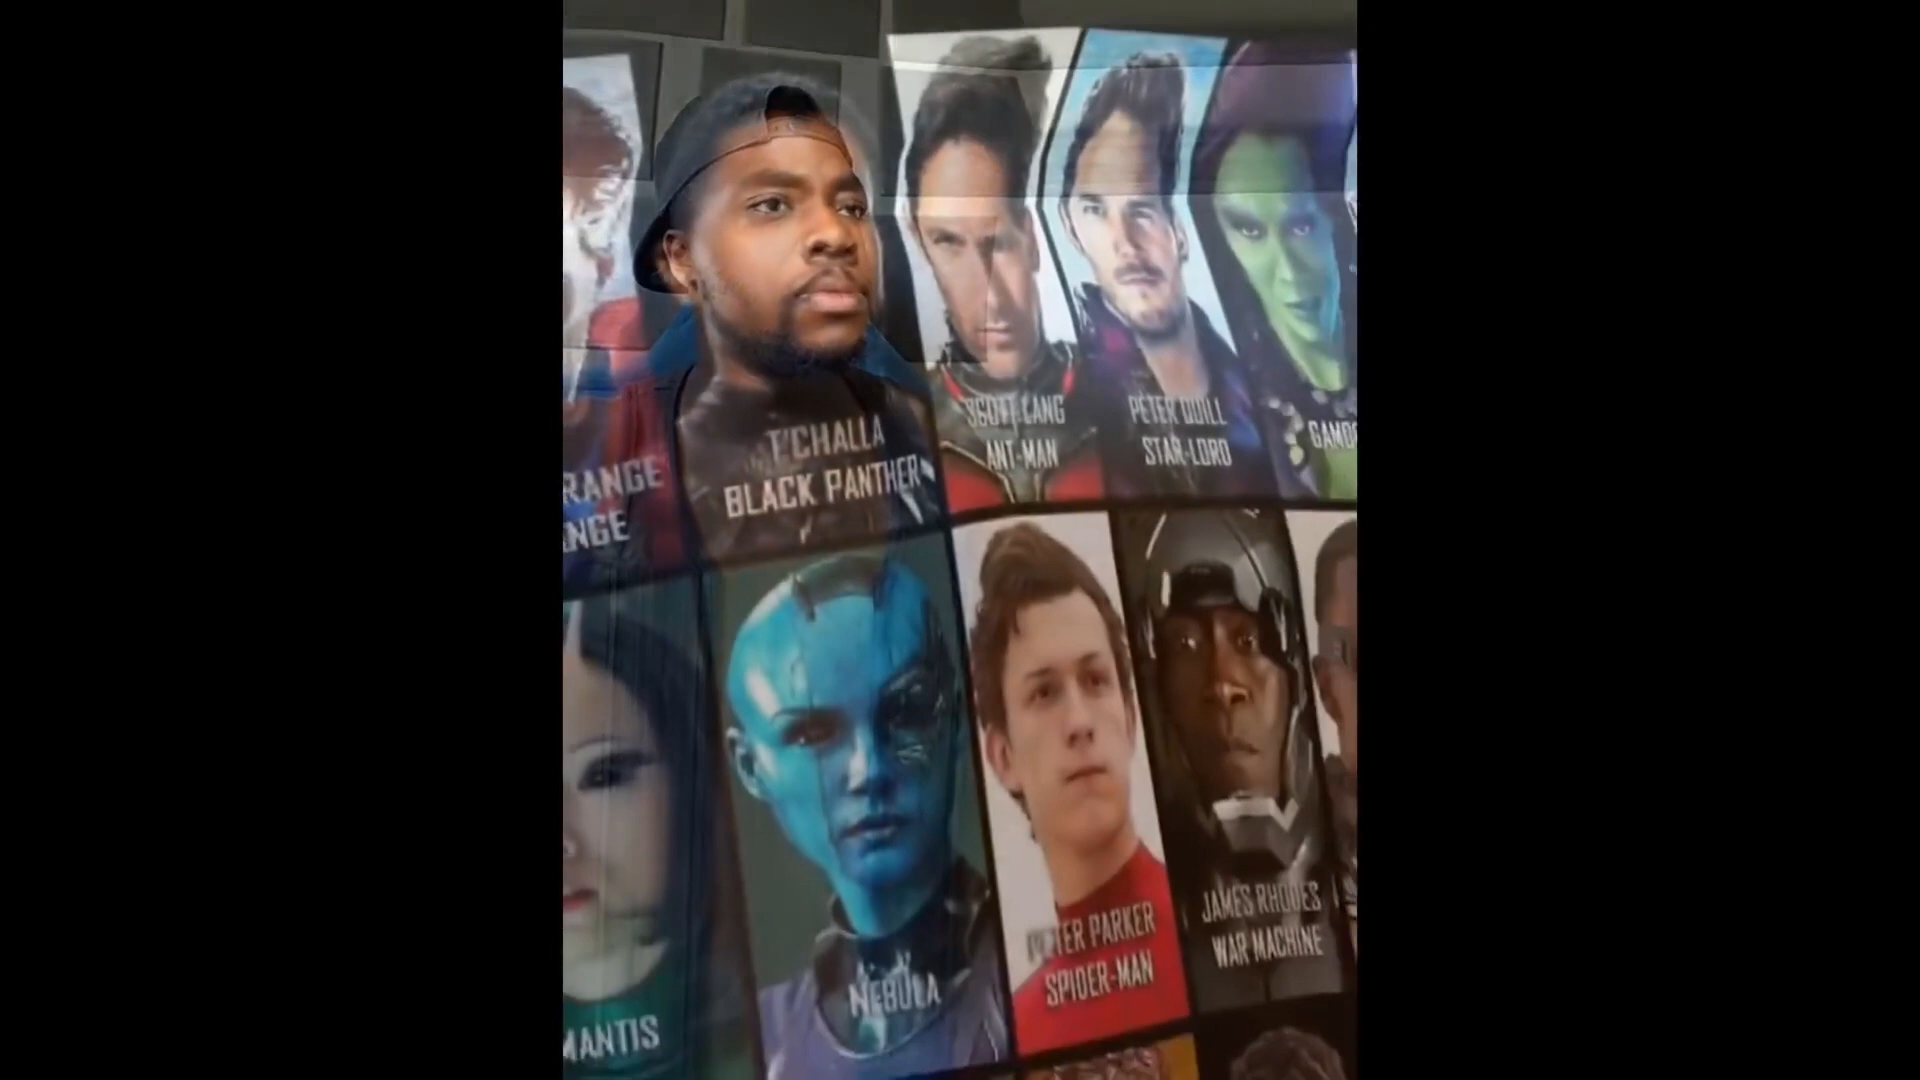 RANGE
NGE
T'CHALLA
BLACK PANTHER
SCOTT LANG
ANT-MAN
PETER QUILL
STAR-LORD
GAMO
MANTIS
NEBULA
PETER PARKER
SPIDER-MAN
JAMES RHODES
WAR MACHINE